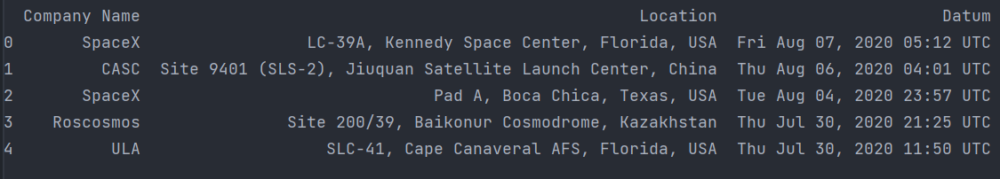 Company Name Location Datum
0 SpaceX LC-39A, Kennedy Space Center, Florida, USA Fri Aug 07, 2020 05:12 UTC
1 CASC Site 9401 (SLS-2), Jiuquan Satellite Launch Center, China Thu Aug 06, 2020 04:01 UTC
2 SpaceX Pad A, Boca Chica, Texas, USA Tue Aug 04, 2020 23:57 UTC
3 Roscosmos Site 200/39, Baikonur Cosmodrome, Kazakhstan Thu Jul 30, 2020 21:25 UTC
4 ULA SLC-41, Cape Canaveral AFS, Florida, USA Thu Jul 30, 2020 11:50 UTC